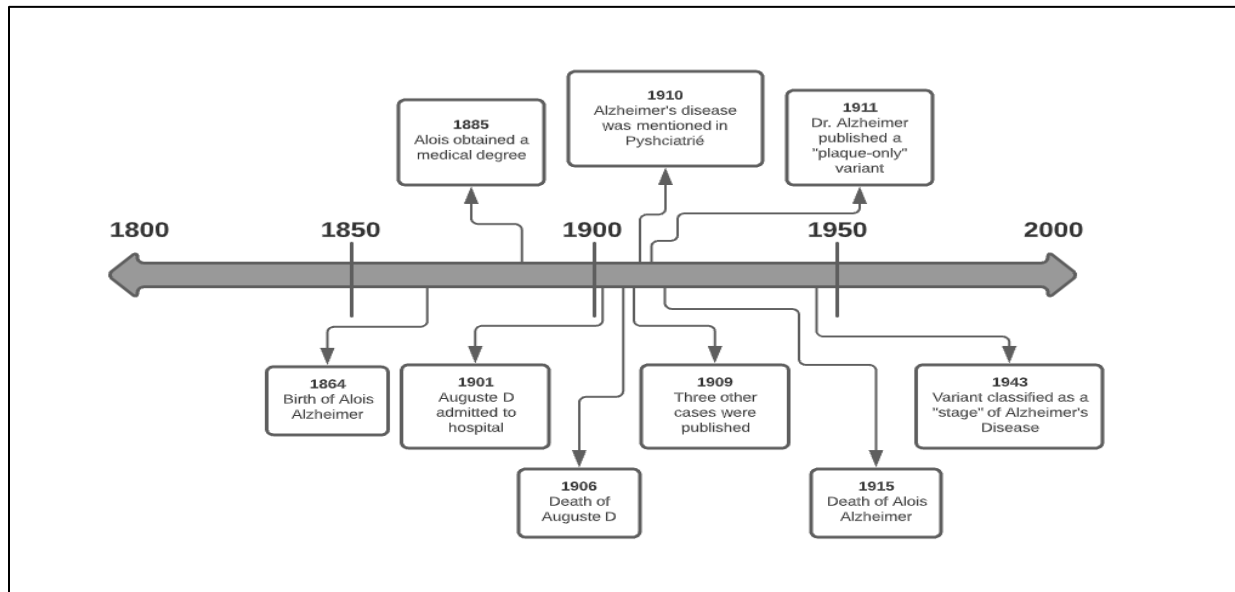 1910
Alzheimer's disease
was mentioned in
Pyshciatrié
1911
Dr. Alzheimer
published a
"plaque-only"
variant
1885
Alois obtained a
medical degree
1800
1850
1900
1950
2000
1864
Birth of Alois
Alzheimer
1901
Auguste D
admitted to
hospital
1909
Three other
cases were
published
1943
Variant classified as a
"stage" of Alzheimer's
Disease
1906
Death of
Auguste D
1915
Death of Alois
Alzheimer